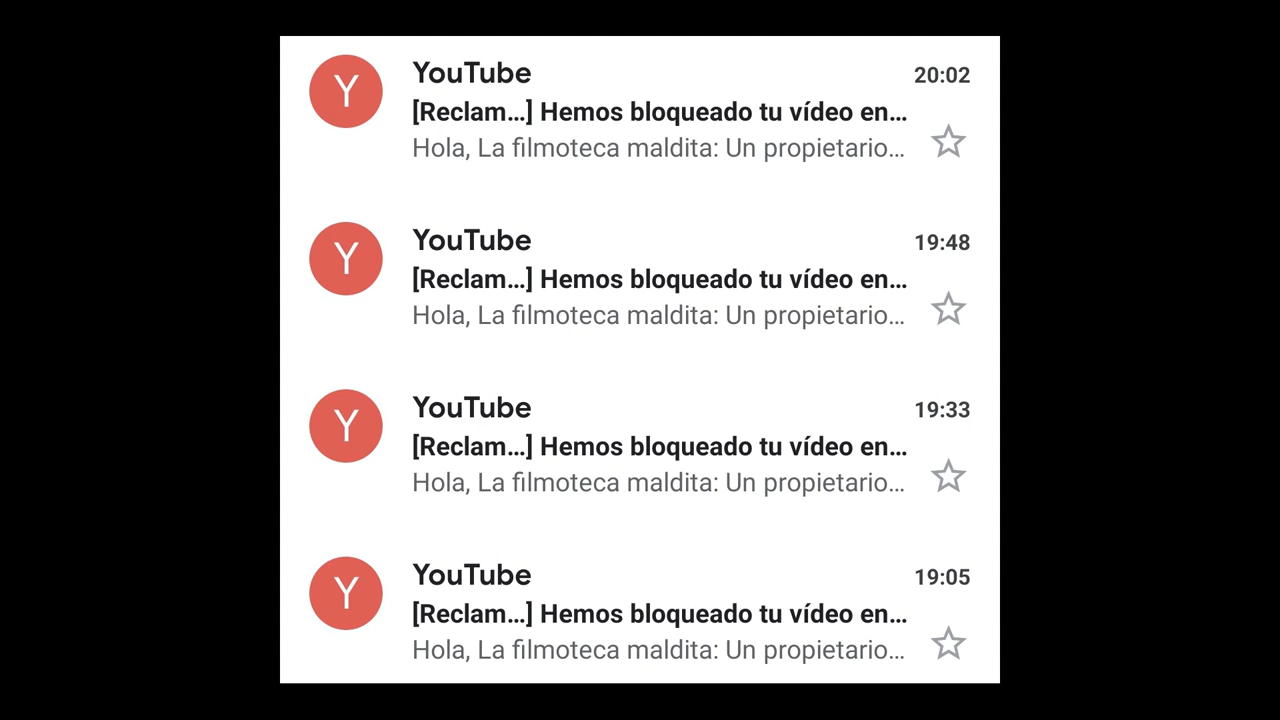 Y
YouTube 20:02
[Reclam...] Hemos bloqueado tu vídeo en...
Hola, La filmoteca maldita: Un propietario...
Y
YouTube 19:48
[Reclam...] Hemos bloqueado tu vídeo en...
Hola, La filmoteca maldita: Un propietario...
Y
YouTube 19:33
[Reclam...] Hemos bloqueado tu vídeo en...
Hola, La filmoteca maldita: Un propietario...
Y
YouTube 19:05
[Reclam...] Hemos bloqueado tu vídeo en...
Hola, La filmoteca maldita: Un propietario...